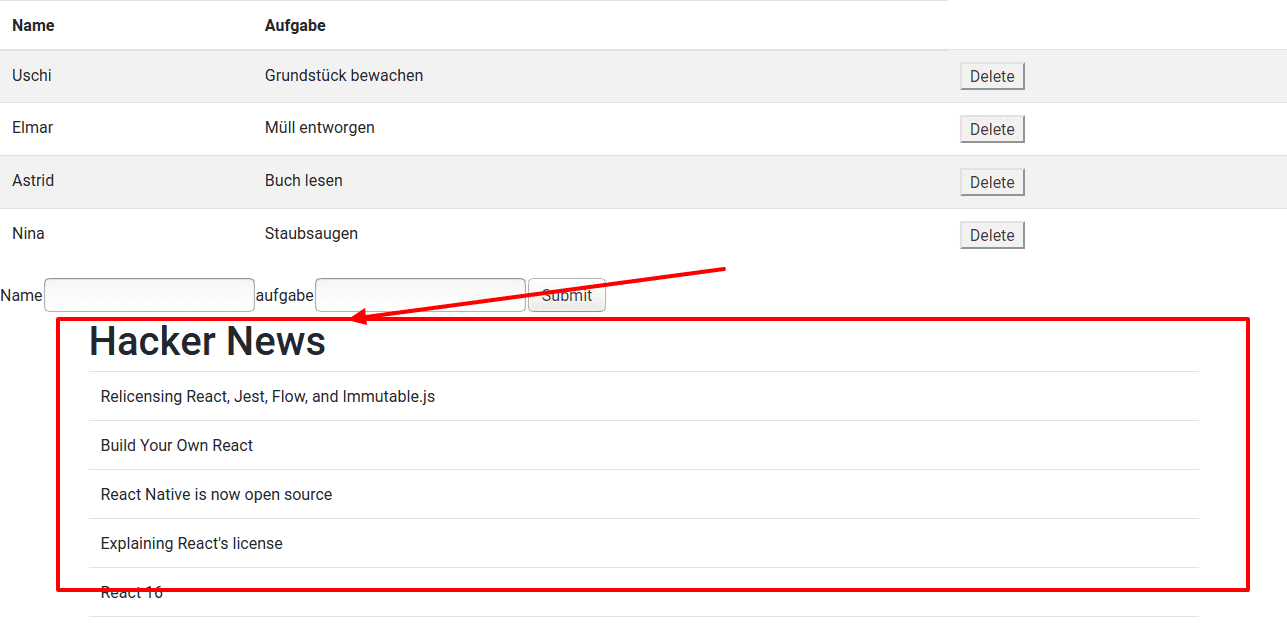 Name Aufgabe
Uschi Grundstück bewachen Delete
Elmar Müll entworgen Delete
Astrid Buch lesen Delete
Nina Staubsaugen Delete
Name aufgabe Submit
Hacker News
Relicensing React, Jest, Flow, and Immutable.js
Build Your Own React
React Native is now open source
Explaining React's license
React 16